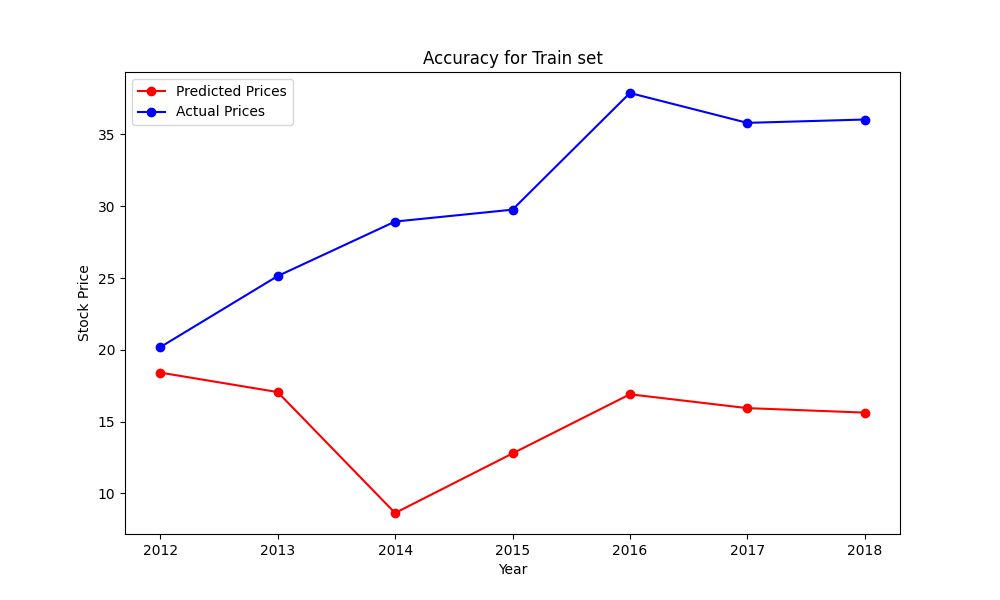 Accuracy for Train set
Predicted Prices
Actual Prices
Stock Price
35
30
25
20
15
10
2012 2013 2014 2015 2016 2017 2018
Year